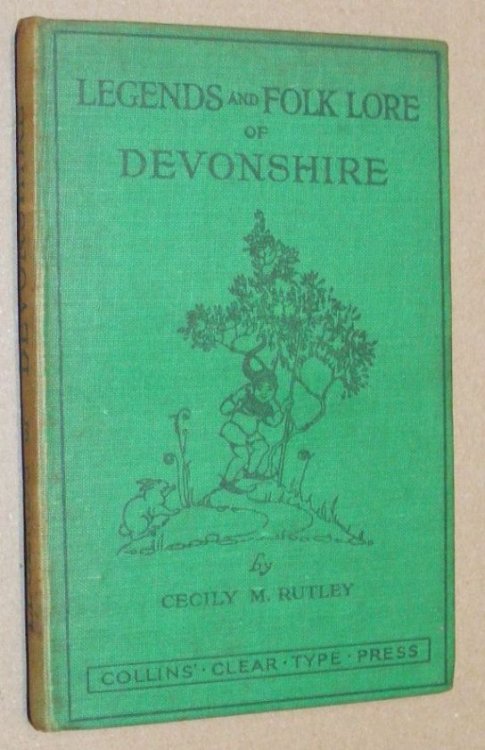 LEGENDS AND FOLK LORE
OF
DEVONSHIRE
by
CECILY M. RUTLEY
COLLINS' · CLEAR · TYPE · PRESS